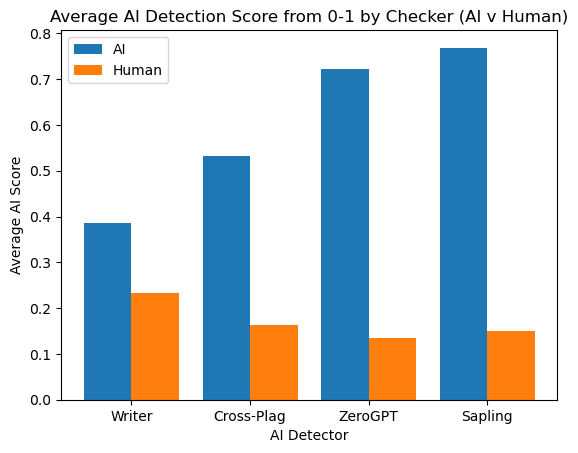 Average AI Detection Score from 0-1 by Checker (AI v Human)
0.8
0.7
0.6
0.5
0.4
0.3
0.2
0.1
0.0
Average AI Score
AI
Human
Writer
Cross-Plag
ZeroGPT
Sapling
AI Detector